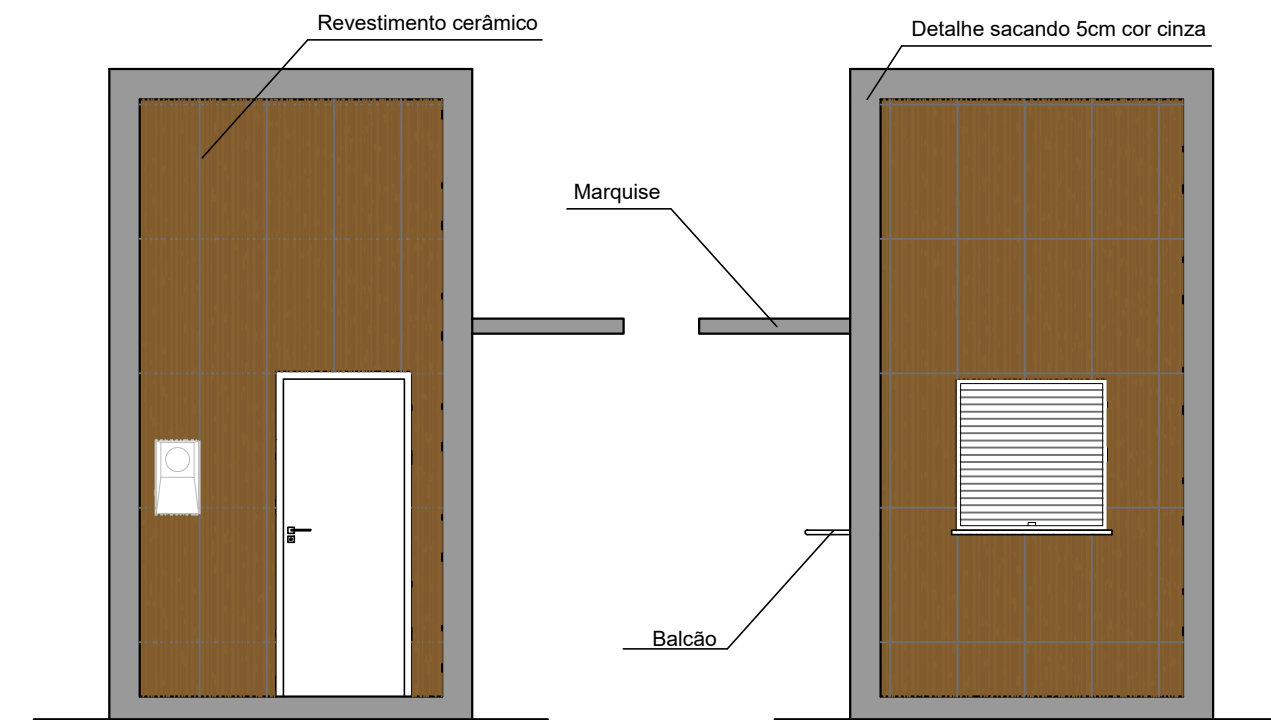 Revestimento cerâmico
Detalhe sacando 5cm cor cinza
Marquise
Balcão